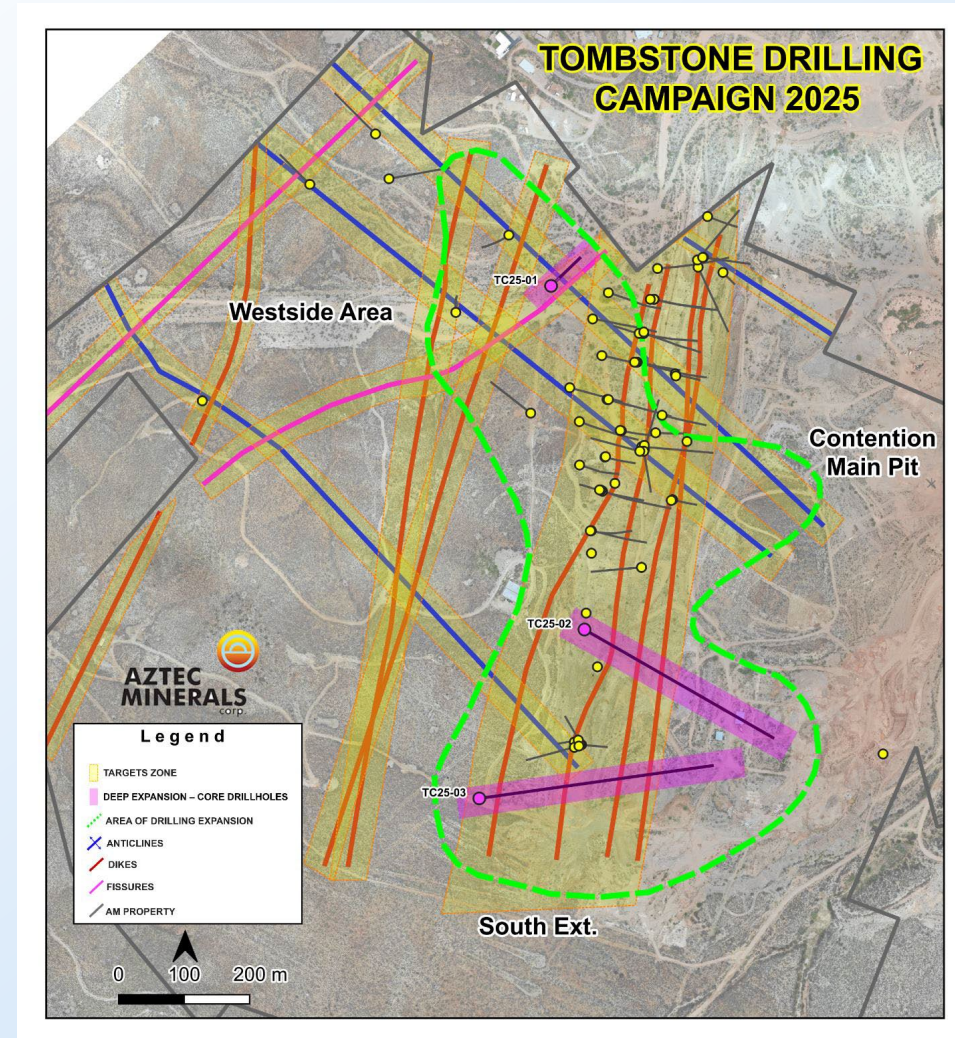 TOMBSTONE DRILLING
CAMPAIGN 2025
TC25-01
Westside Area
Contention
Main Pit
TC25-02
TC25-03
South Ext.
AZTEC
MINERALS
corp.
Legend
TARGETS ZONE
DEEP EXPANSION – CORE DRILLHOLES
AREA OF DRILLING EXPANSION
ANTICLINES
DIKES
FISSURES
AM PROPERTY
0 100 200 m